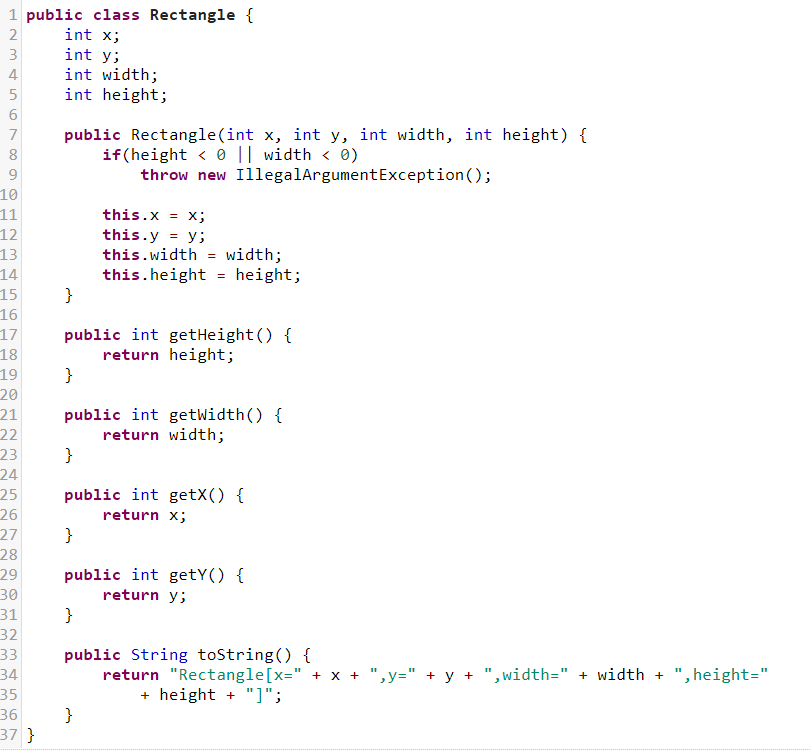 1 public class Rectangle {
2     int x;
3     int y;
4     int width;
5     int height;
6
7     public Rectangle(int x, int y, int width, int height) {
8         if(height < 0 || width < 0)
9             throw new IllegalArgumentException();
10
11         this.x = x;
12         this.y = y;
13         this.width = width;
14         this.height = height;
15     }
16
17     public int getHeight() {
18         return height;
19     }
20
21     public int getWidth() {
22         return width;
23     }
24
25     public int getX() {
26         return x;
27     }
28
29     public int getY() {
30         return y;
31     }
32
33     public String toString() {
34         return "Rectangle[x=" + x + ",y=" + y + ",width=" + width + ",height="
35             + height + "]";
36     }
37 }